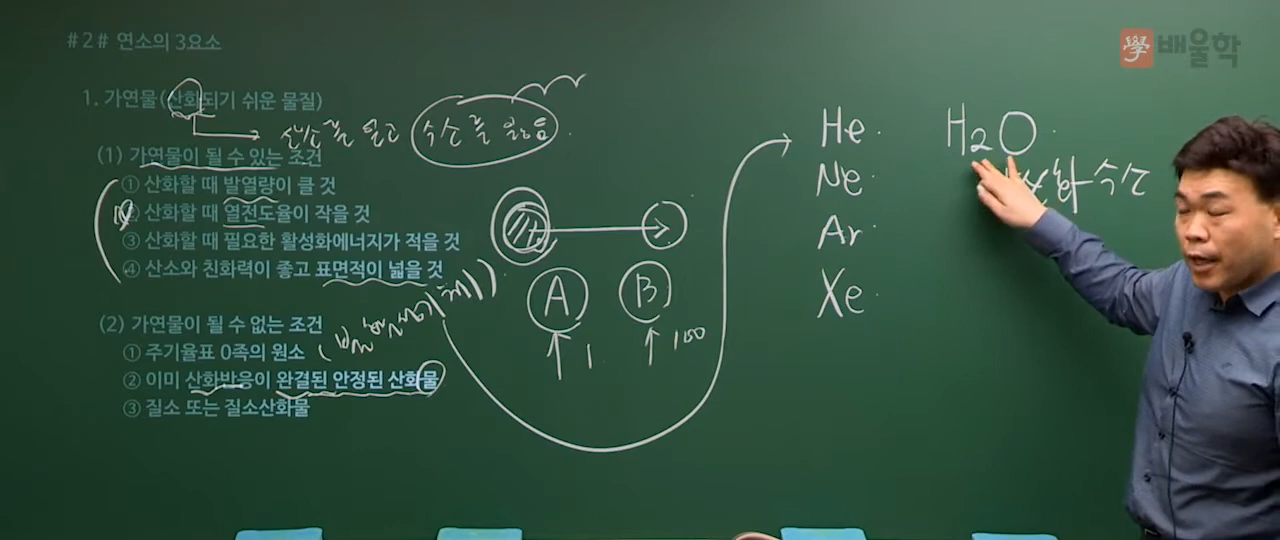 #2# 연소의 3요소
學 배울학
1. 가연물(산화되기 쉬운 물질)
산소를 얻고 수소를 잃음
(1) 가연물이 될 수 있는 조건
① 산화할 때 발열량이 클 것
② 산화할 때 열전도율이 작을 것
③ 산화할 때 필요한 활성화에너지가 적을 것
④ 산소와 친화력이 좋고 표면적이 넓을 것
(2) 가연물이 될 수 없는 조건
① 주기율표 0족의 원소
② 이미 산화반응이 완결된 안정된 산화물
③ 질소 또는 질소산화물
A B
1 100
He
Ne
Ar
Xe
H2O
화 수소